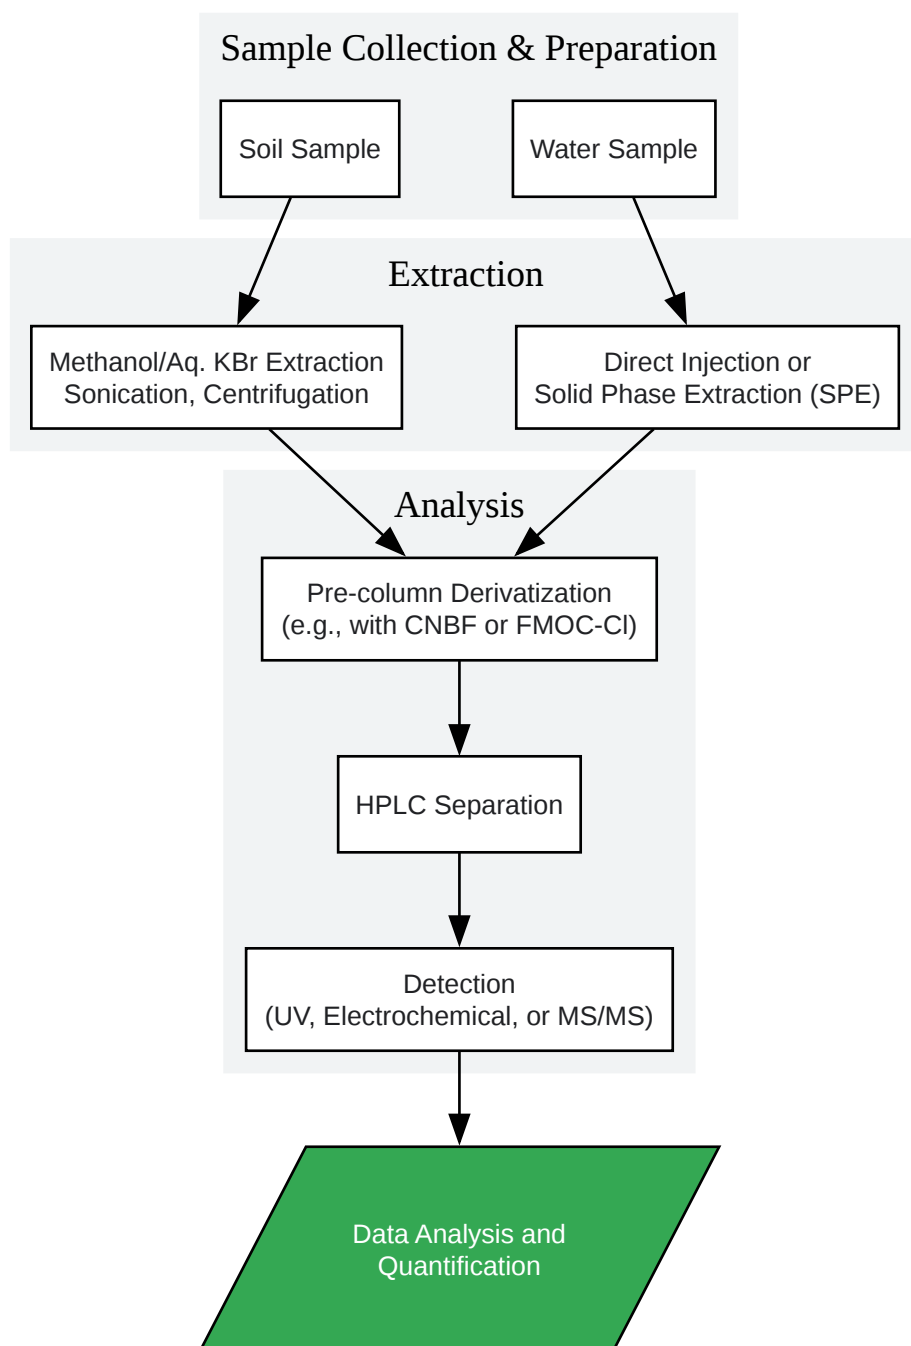 Sample Collection & Preparation
Soil Sample
Water Sample
Extraction
Methanol/Aq. KBr Extraction
Sonication, Centrifugation
Direct Injection or
Solid Phase Extraction (SPE)
Analysis
Pre-column Derivatization
(e.g., with CNBF or FMOC-Cl)
HPLC Separation
Detection
(UV, Electrochemical, or MS/MS)
Data Analysis and
Quantification